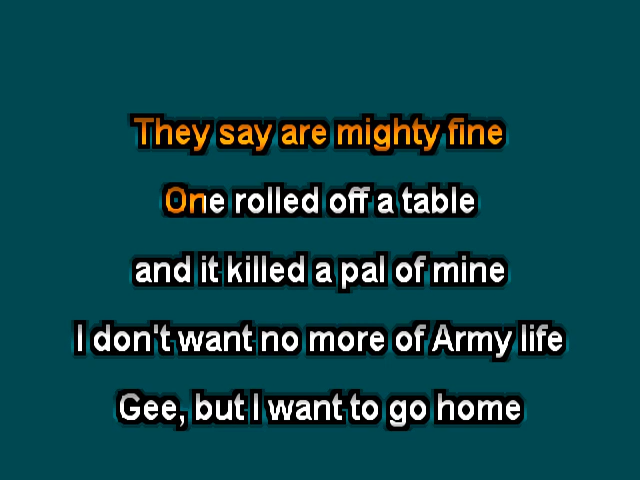 They say are mighty fine
One rolled off a table
and it killed a pal of mine
I don't want no more of Army life
Gee, but I want to go home